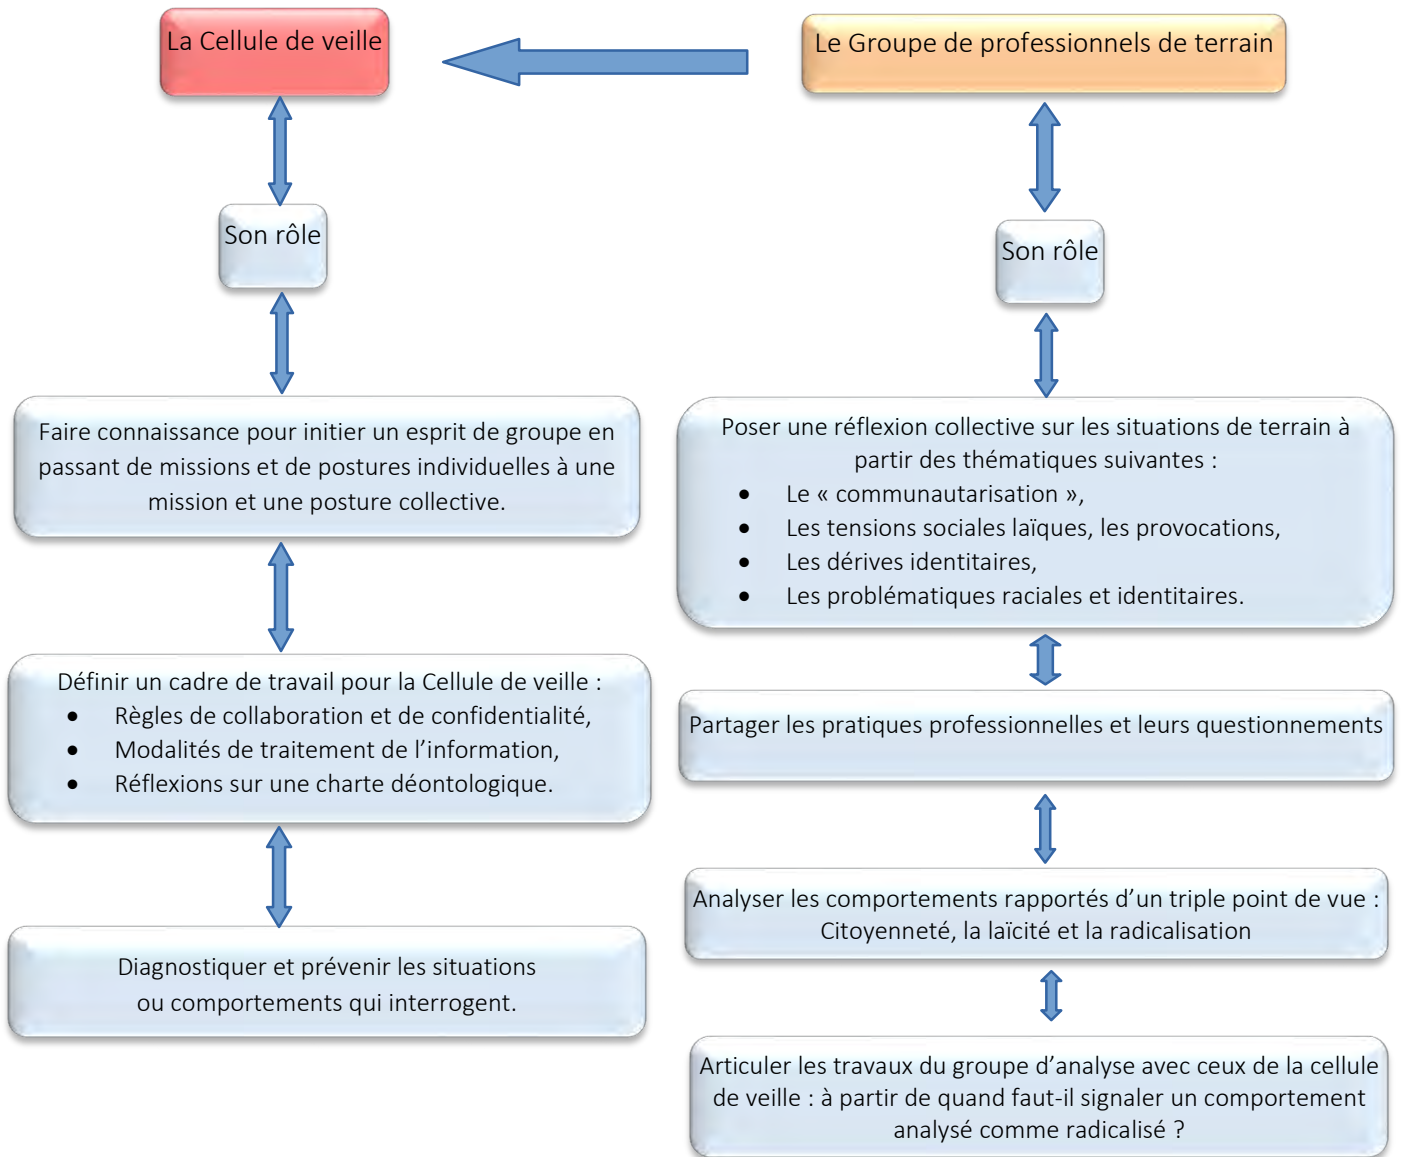 La Cellule de veille
Son rôle
Faire connaissance pour initier un esprit de groupe en
passant de missions et de postures individuelles à une
mission et une posture collective.
Définir un cadre de travail pour la Cellule de veille :
• Règles de collaboration et de confidentialité,
• Modalités de traitement de l’information,
• Réflexions sur une charte déontologique.
Diagnostiquer et prévenir les situations
ou comportements qui interrogent.
Le Groupe de professionnels de terrain
Son rôle
Poser une réflexion collective sur les situations de terrain à
partir des thématiques suivantes :
• Le « communautarisation »,
• Les tensions sociales laïques, les provocations,
• Les dérives identitaires,
• Les problématiques raciales et identitaires.
Partager les pratiques professionnelles et leurs questionnements
Analyser les comportements rapportés d’un triple point de vue :
Citoyenneté, la laïcité et la radicalisation
Articuler les travaux du groupe d’analyse avec ceux de la cellule
de veille : à partir de quand faut-il signaler un comportement
analysé comme radicalisé ?